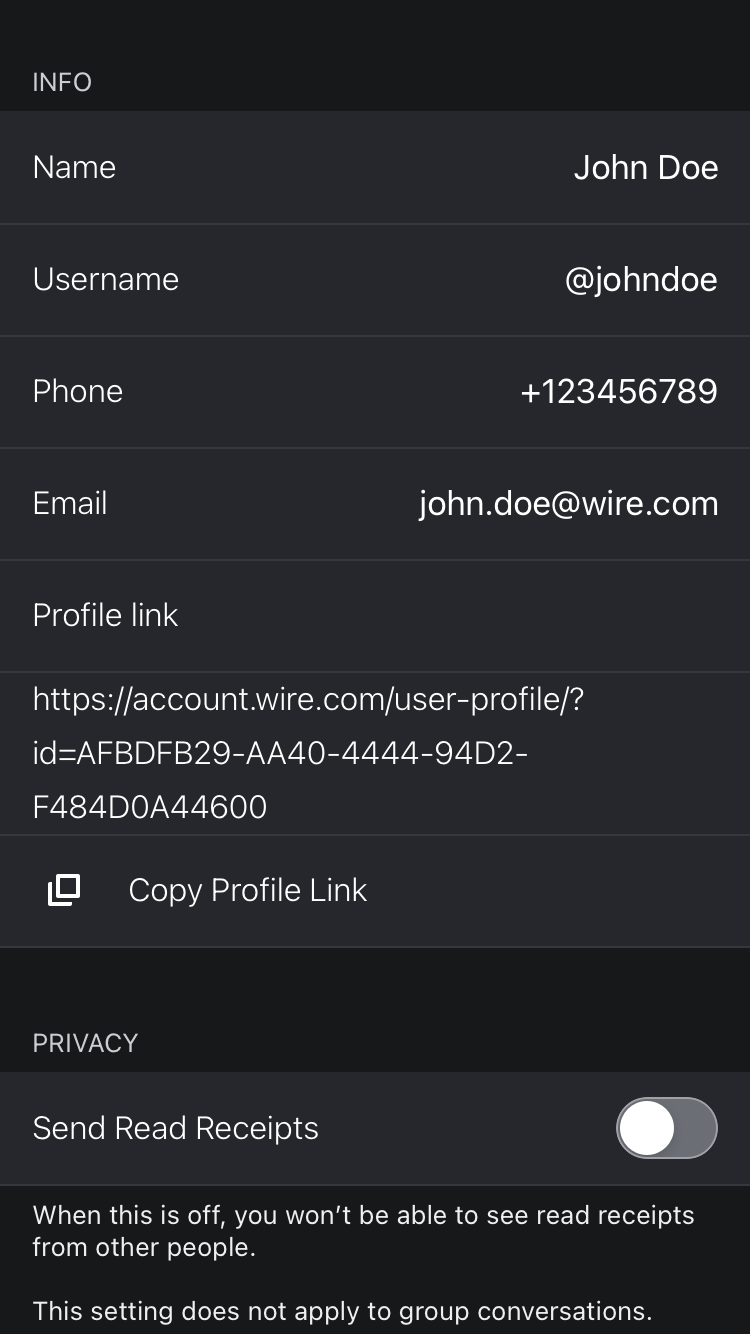 INFO
Name John Doe
Username @johndoe
Phone +123456789
Email john.doe@wire.com
Profile link
https://account.wire.com/user-profile/?
id=AFBDFB29-AA40-4444-94D2-
F484D0A44600
Copy Profile Link
PRIVACY
Send Read Receipts
When this is off, you won’t be able to see read receipts
from other people.
This setting does not apply to group conversations.